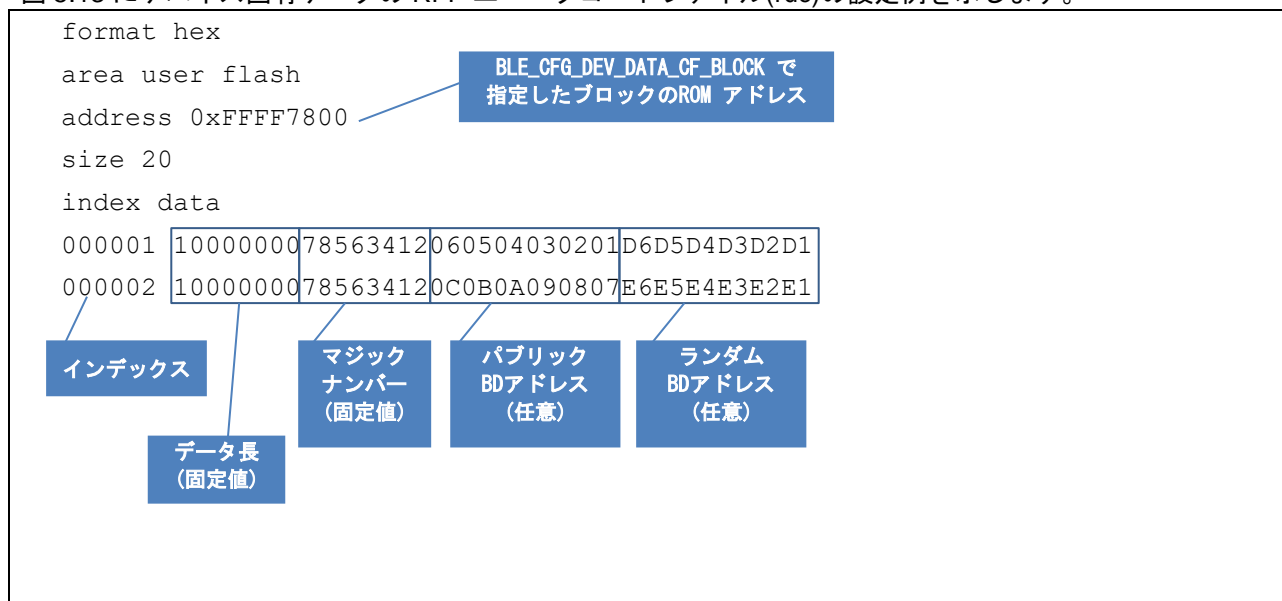 format hex
area user flash
address 0xFFFF7800
size 20
index data
000001 10000000785634120605040302 01D6D5D4D3D2D1
000002 10000000785634120C0B0A090807E6E5E4E3E2E1
BLE_CFG_DEV_DATA_CF_BLOCK で
指定したブロックのROM アドレス
インデックス
データ長
(固定値)
マジック
ナンバー
(固定値)
パブリック
BDアドレス
(任意)
ランダム
BDアドレス
(任意)